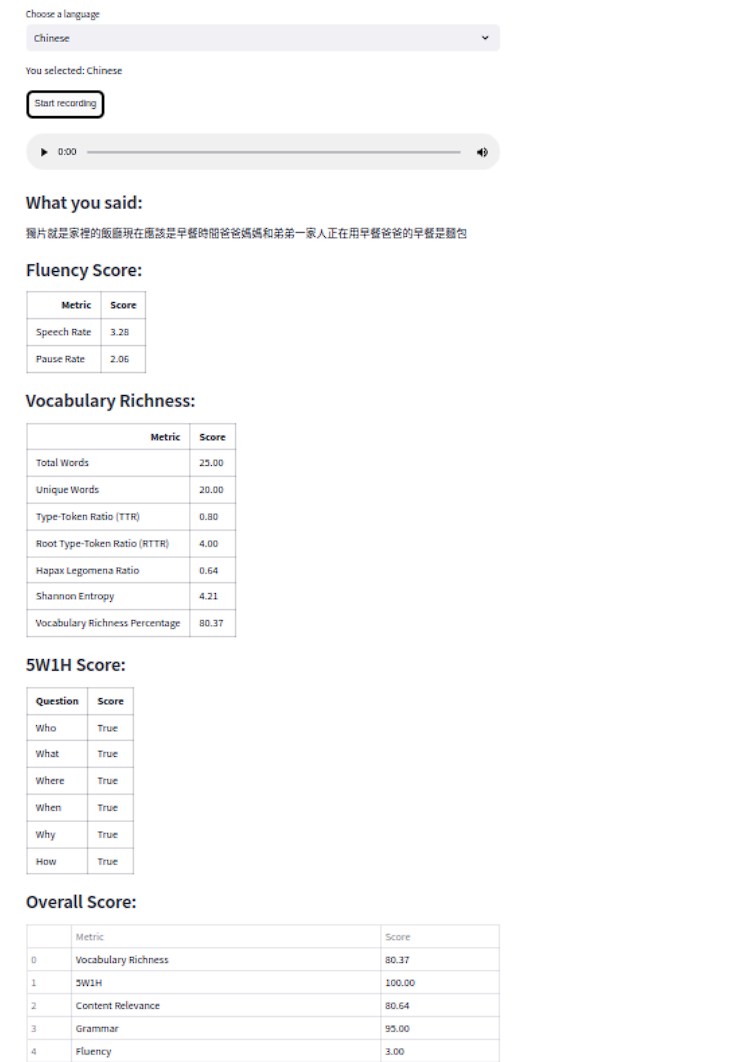 Choose a language
Chinese
You selected: Chinese
Start recording
0:00
What you said:
獨片就是家裡的飯廳現在應該是早餐時間爸爸媽媽和弟弟一家人正在用早餐爸爸的早餐是麵包
Fluency Score:
Metric Score
Speech Rate 3.28
Pause Rate 2.06
Vocabulary Richness:
Metric Score
Total Words 25.00
Unique Words 20.00
Type-Token Ratio (TTR) 0.80
Root Type-Token Ratio (RTTR) 4.00
Hapax Legomena Ratio 0.64
Shannon Entropy 4.21
Vocabulary Richness Percentage 80.37
5W1H Score:
Question Score
Who True
What True
Where True
When True
Why True
How True
Overall Score:
Metric Score
0 Vocabulary Richness 80.37
1 5W1H 100.00
2 Content Relevance 80.64
3 Grammar 95.00
4 Fluency 3.00